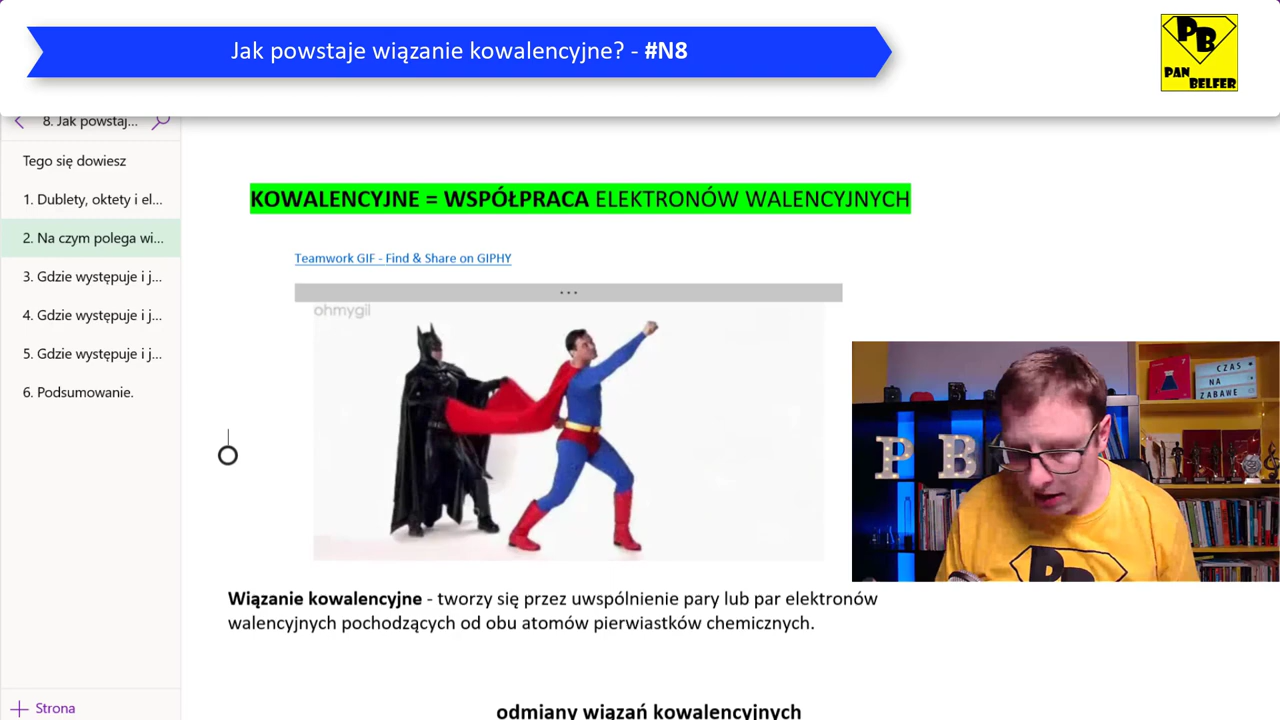 Jak powstaje wiązanie kowalencyjne? - #N8
PB
PAN
BELFER
8. Jak powstaj...
Tego się dowiesz
1. Dublety, oktety i el...
2. Na czym polega wi...
3. Gdzie występuje i j...
4. Gdzie występuje i j...
5. Gdzie występuje i j...
6. Podsumowanie.
Strona
KOWALENCYJNE = WSPÓŁPRACA ELEKTRONÓW WALENCYJNYCH
Teamwork GIF - Find & Share on GIPHY
...
ohmygil
CZAS
NA
ZABAWE
P B
PB
Wiązanie kowalencyjne - tworzy się przez uwspólnienie pary lub par elektronów
walencyjnych pochodzących od obu atomów pierwiastków chemicznych.
odmiany wiązań kowalencyjnych